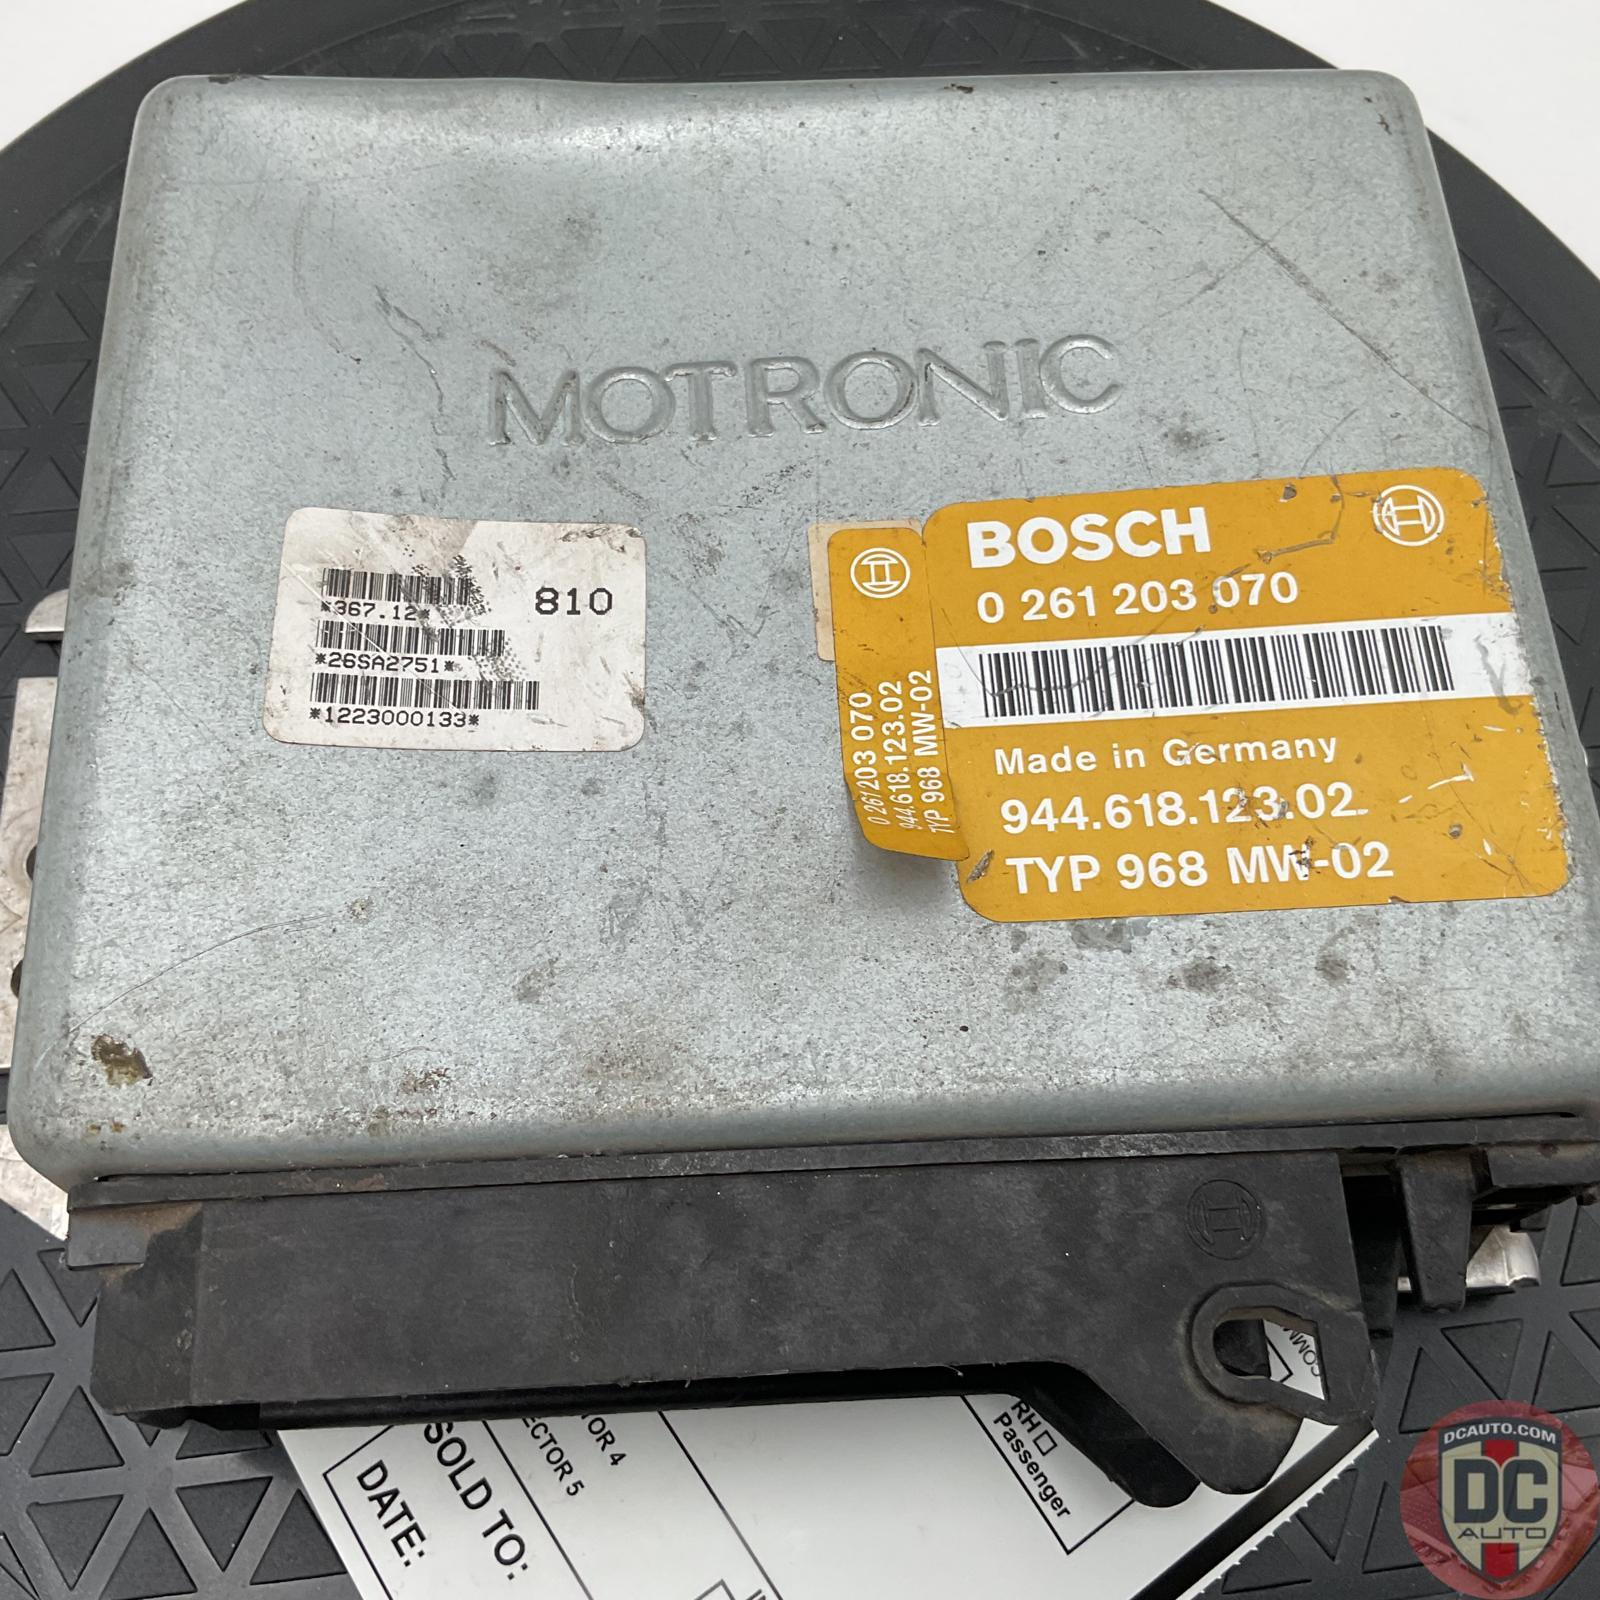 MOTRONIC
*367.12*
810
*26SA2751*
*1223000133*
BOSCH
0 261 203 070
Made in Germany
944.618.123.02
TYP 968 MW-02
0 261 203 070
944.618.123.02
TYP 968 MW-02
SOLD TO:
DATE:
RH
Passenger
DCAUTO.COM
DC
AUTO